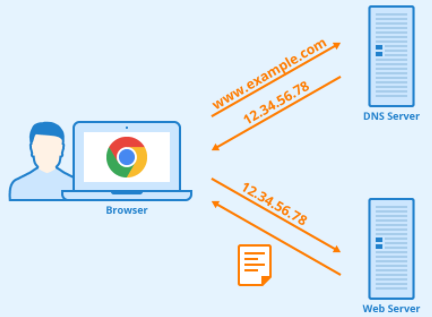 www.example.com
12.34.56.78
DNS Server
Browser
12.34.56.78
Web Server